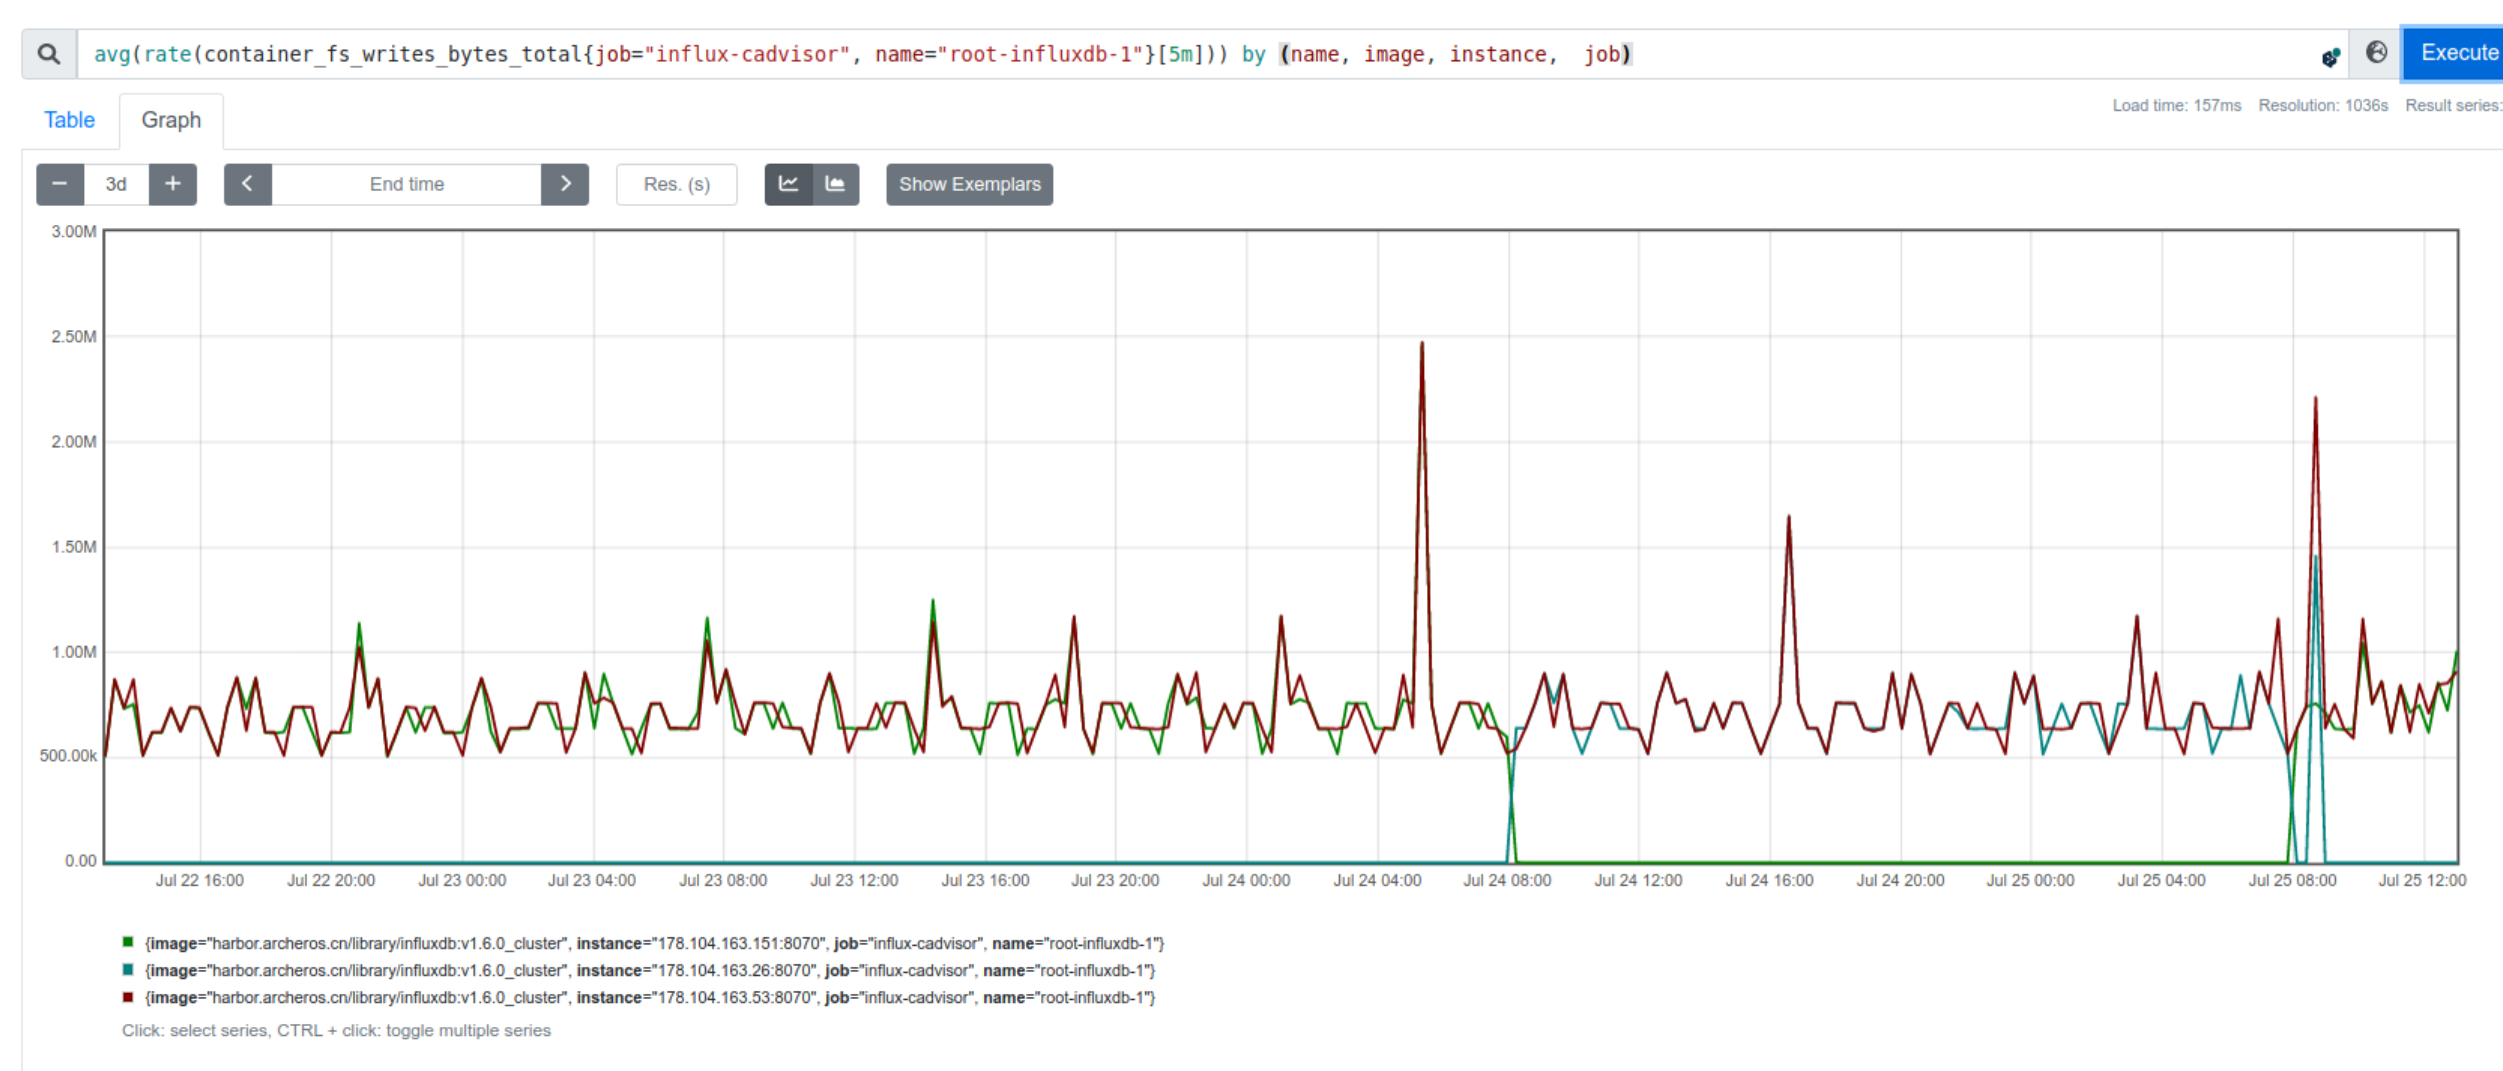 avg(rate(container_fs_writes_bytes_total{job="influx-cadvisor", name="root-influxdb-1"}[5m])) by (name, image, instance,  job)
Execute
Load time: 157ms Resolution: 1036s Result series:
Table
Graph
3d
End time
Res. (s)
Show Exemplars
3.00M
2.50M
2.00M
1.50M
1.00M
500.00k
0.00
Jul 22 16:00 Jul 22 20:00 Jul 23 00:00 Jul 23 04:00 Jul 23 08:00 Jul 23 12:00 Jul 23 16:00 Jul 23 20:00 Jul 24 00:00 Jul 24 04:00 Jul 24 08:00 Jul 24 12:00 Jul 24 16:00 Jul 24 20:00 Jul 25 00:00 Jul 25 04:00 Jul 25 08:00 Jul 25 12:00
{image="harbor.archeros.cn/library/influxdb:v1.6.0_cluster", instance="178.104.163.151:8070", job="influx-cadvisor", name="root-influxdb-1"}
{image="harbor.archeros.cn/library/influxdb:v1.6.0_cluster", instance="178.104.163.26:8070", job="influx-cadvisor", name="root-influxdb-1"}
{image="harbor.archeros.cn/library/influxdb:v1.6.0_cluster", instance="178.104.163.53:8070", job="influx-cadvisor", name="root-influxdb-1"}
Click: select series, CTRL + click: toggle multiple series